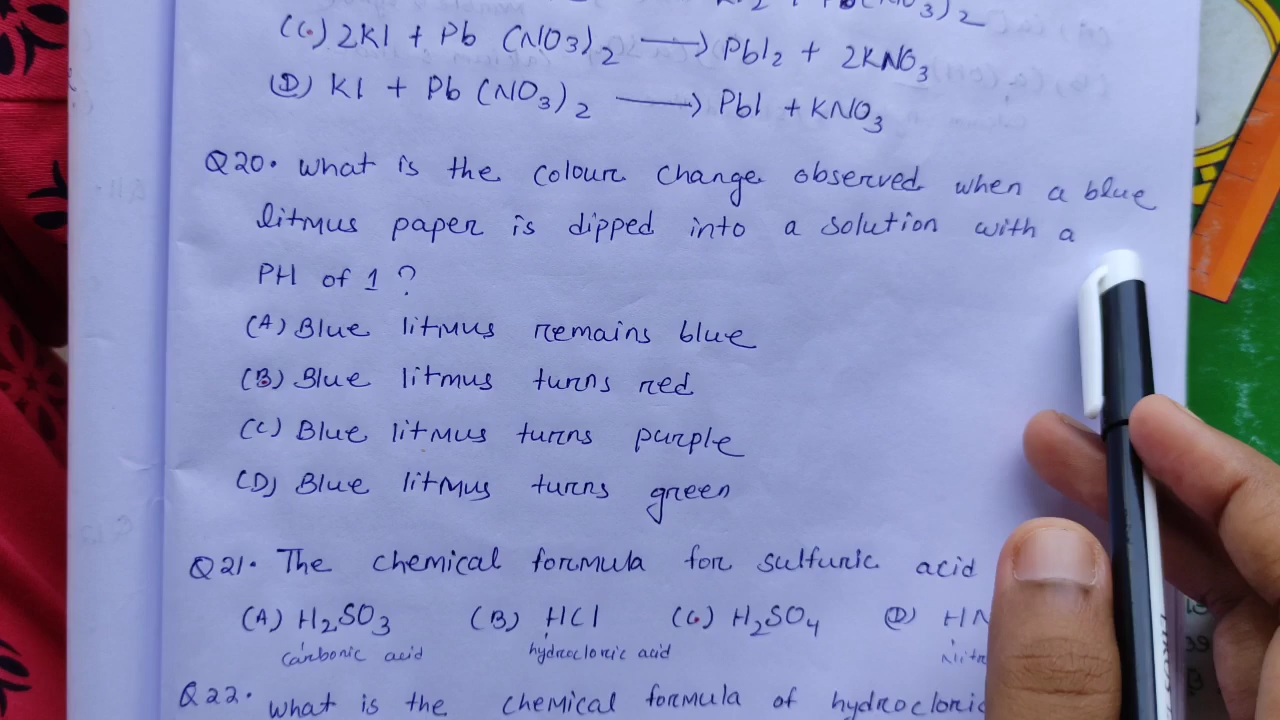 (C.) 2KI + Pb (NO3)2 ⟶ PbI2 + 2KNO3
(D) KI + Pb (NO3)2 ⟶ PbI + KNO3
Q20. what is the colour change observed when a blue
litmus paper is dipped into a solution with a
PH of 1 ?
(A) Blue litmus remains blue
(B) Blue litmus turns red
(C) Blue litmus turns purple
(D) Blue litmus turns green
Q21. The chemical formula for sulfuric acid
(A) H2SO3 (B) HCl (C.) H2SO4 (D) HN
carbonic acid hydrocloric acid
Q22. what is the chemical formula of hydrocloric